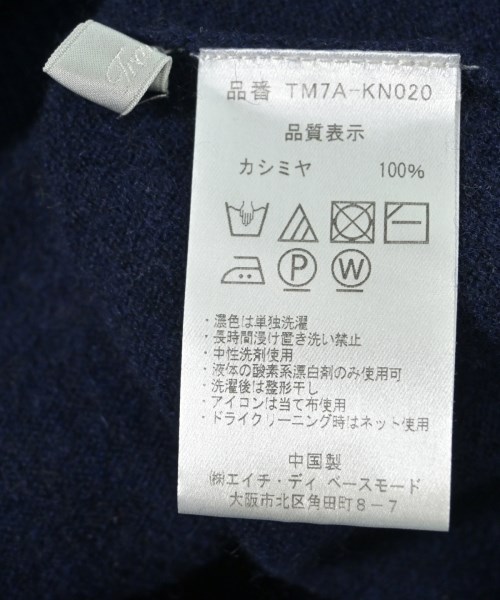 品番 TM7A-KN020
品質表示
カシミヤ 100%
P W
・濃色は単独洗濯
・長時間浸け置き洗い禁止
・中性洗剤使用
・液体の酸素系漂白剤のみ使用可
・洗濯後は整形干し
・アイロンは当て布使用
・ドライクリーニング時はネット使用
中国製
㈱エイチ・ディ ベースモード
大阪市北区角田町8-7